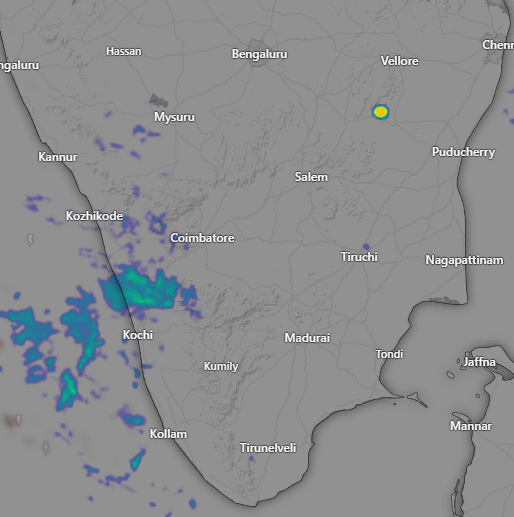 Hassan
Bengaluru
Chenn
ngaluru
Vellore
Mysuru
Kannur
Puducherry
Salem
Kozhikode
Coimbatore
Tiruchi
Nagapattinam
Kochi
Madurai
Tondi
Kumily
Jaffna
Kollam
Mannar
Tirunelveli